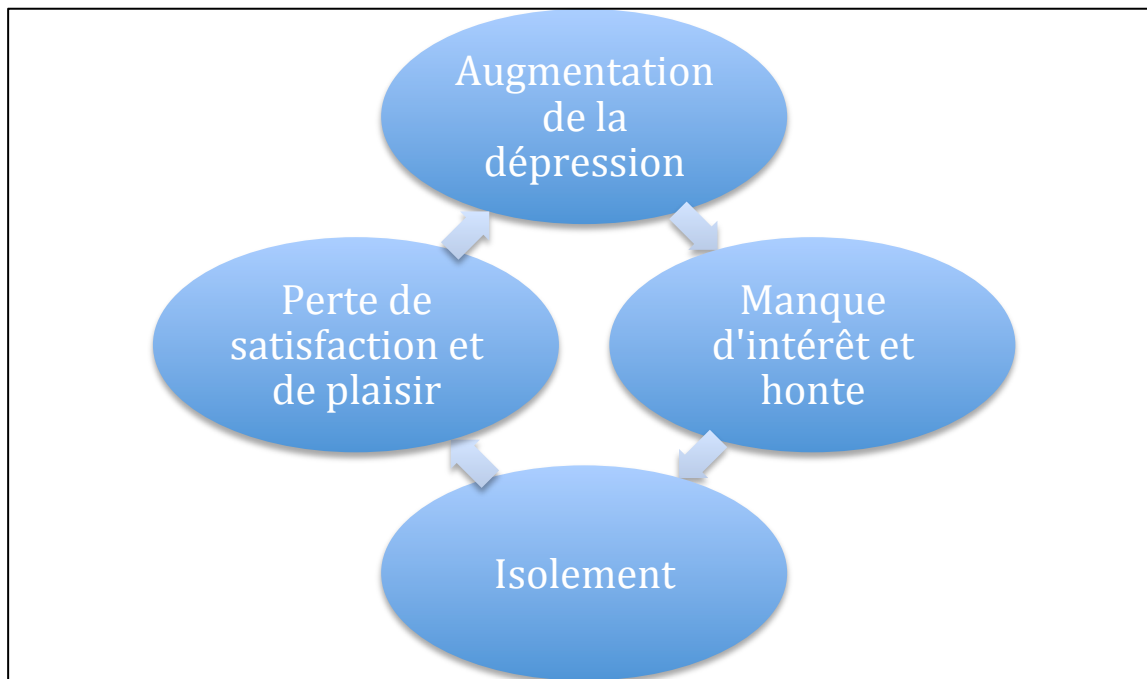 Augmentation
de la
dépression
Perte de
satisfaction et
de plaisir
Manque
d'intérêt et
honte
Isolement